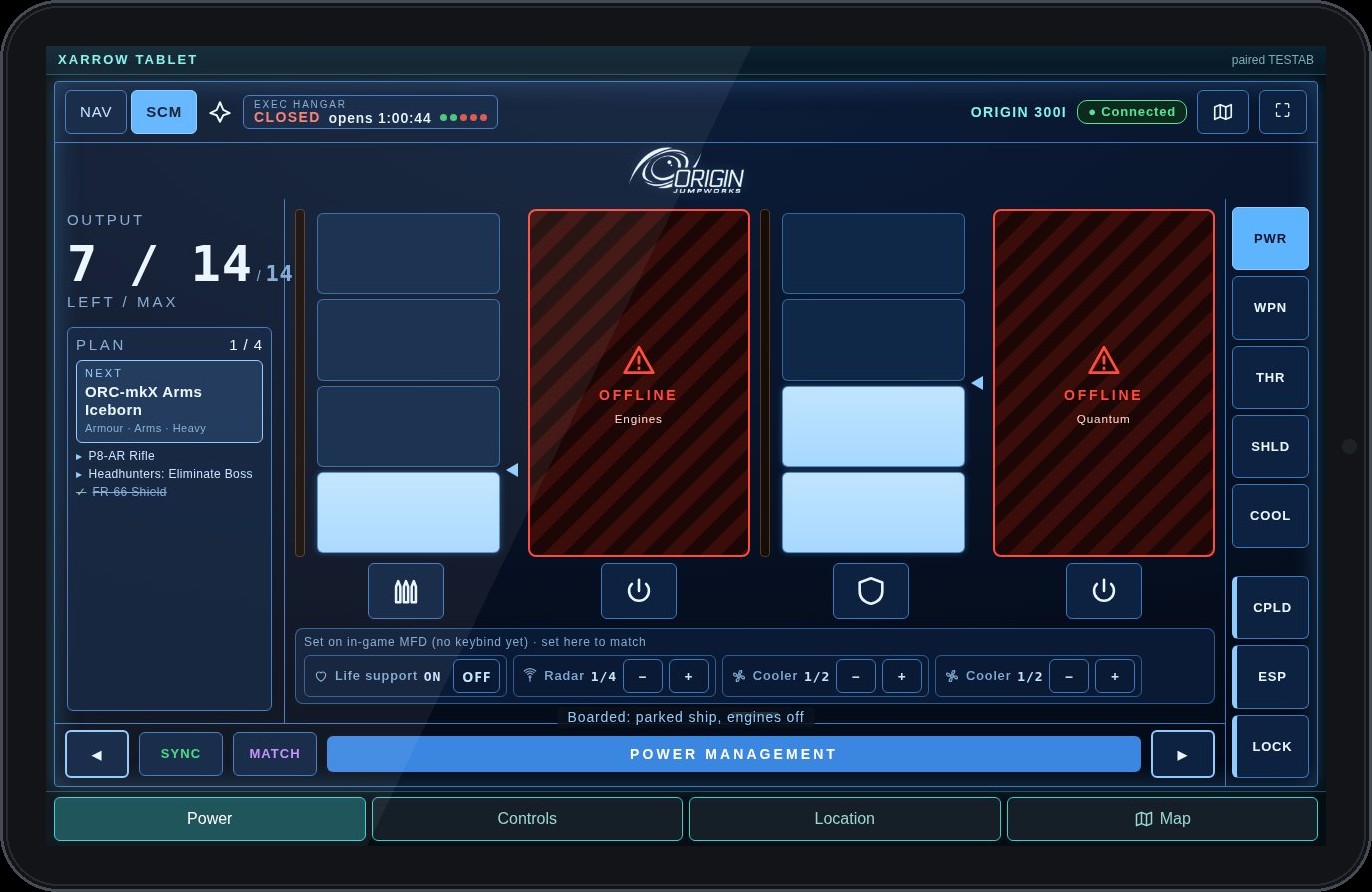 XARROW TABLET
paired TESTAB
NAV
SCM
EXEC HANGAR
CLOSED opens 1:00:44
ORIGIN 300I
Connected
ORIGIN
JUMPWORKS
OUTPUT
7 / 14 / 14
LEFT / MAX
PLAN 1 / 4
NEXT
ORC-mkX Arms
Iceborn
Armour · Arms · Heavy
P8-AR Rifle
Headhunters: Eliminate Boss
FR-66 Shield
OFFLINE
Engines
OFFLINE
Quantum
Set on in-game MFD (no keybind yet) · set here to match
Life support ON OFF
Radar 1/4 − +
Cooler 1/2 − +
Cooler 1/2 − +
Boarded: parked ship, engines off
SYNC
MATCH
POWER MANAGEMENT
PWR
WPN
THR
SHLD
COOL
CPLD
ESP
LOCK
Power
Controls
Location
Map